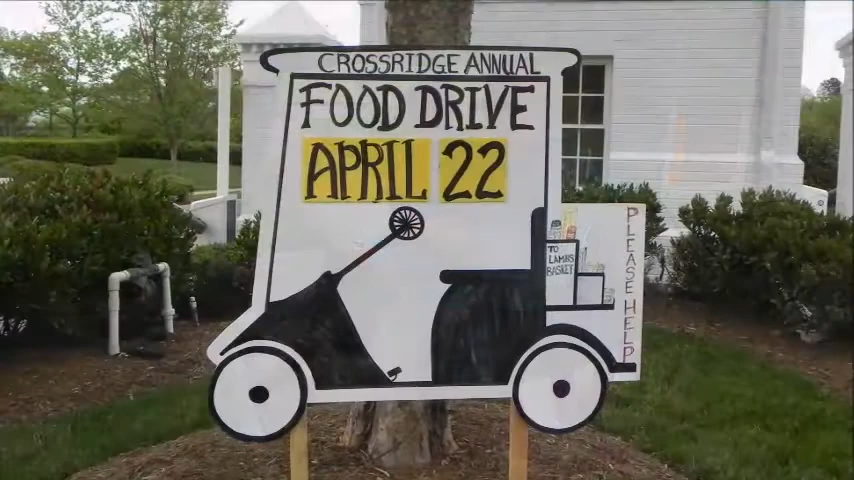 CROSSRIDGE ANNUAL
FOOD DRIVE
APRIL 22
TO
LAMBS
BASKET
PLEASE HELP